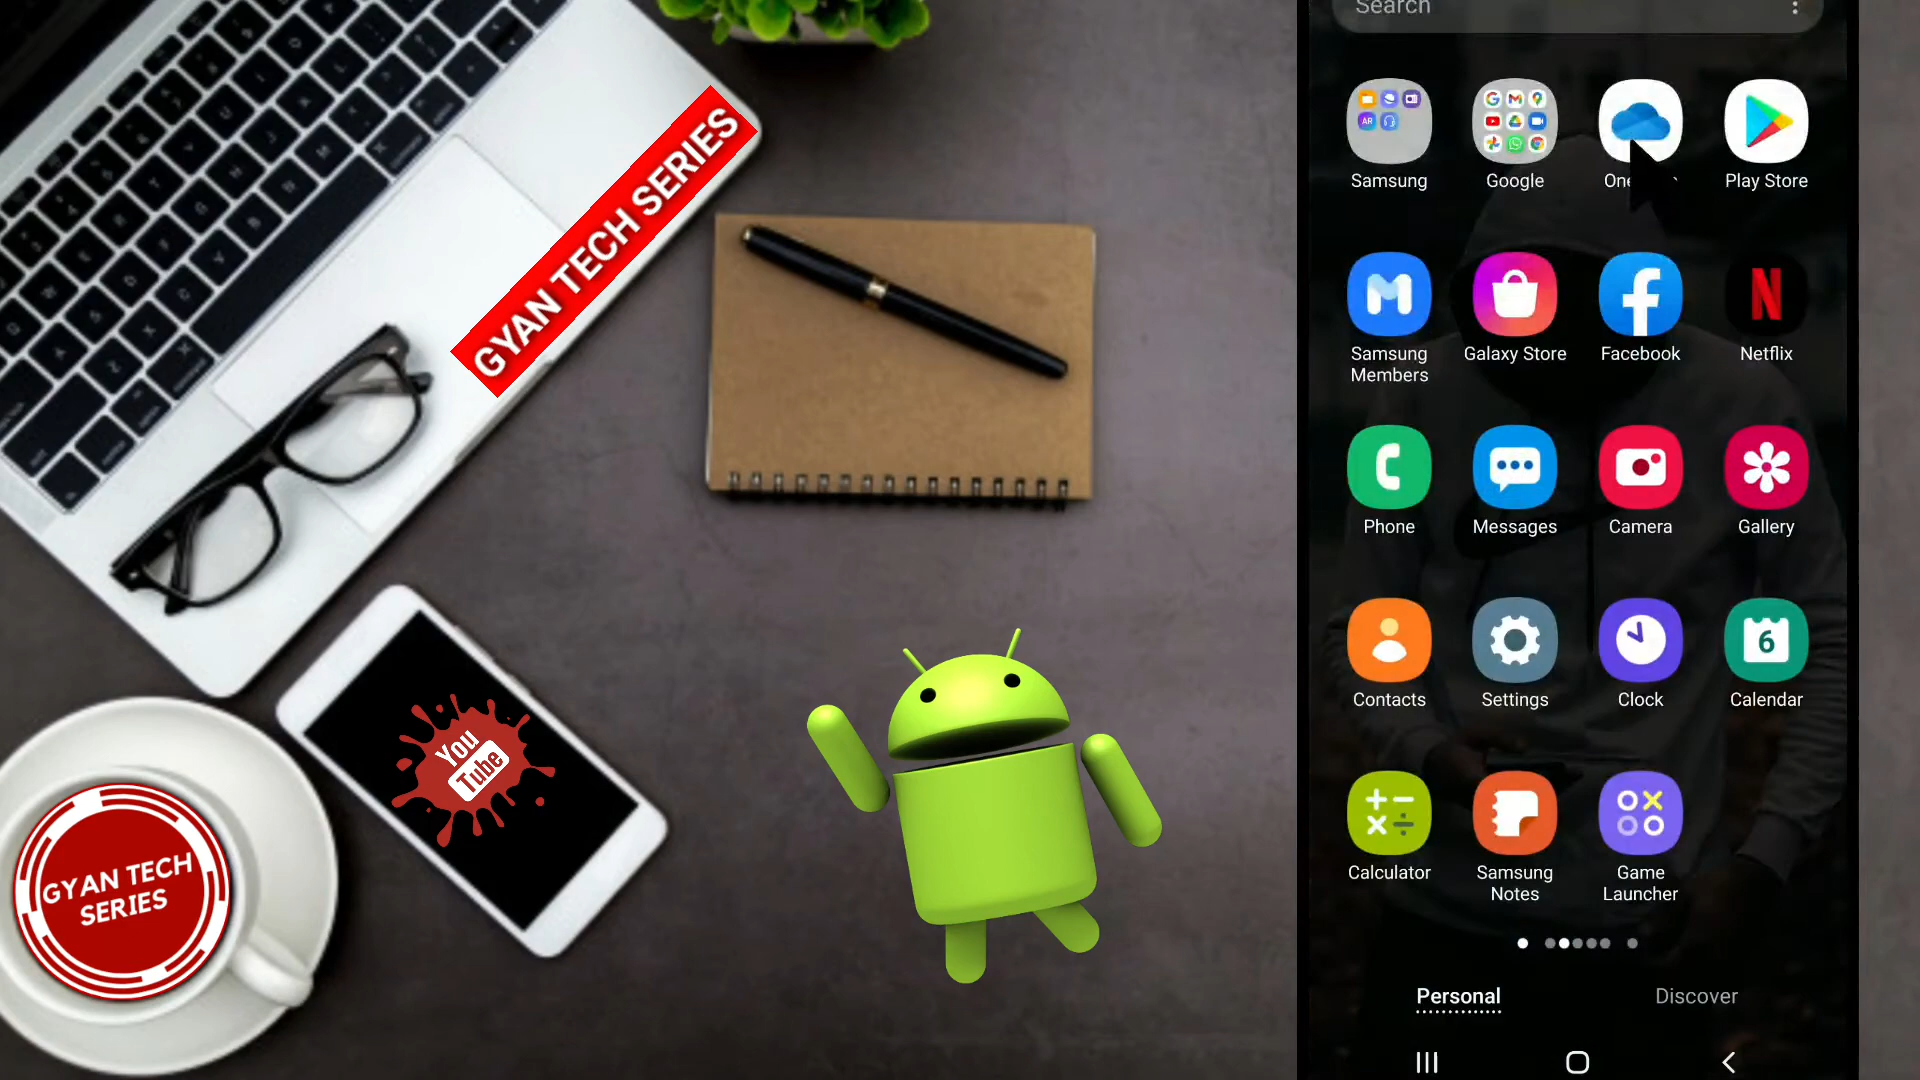 GYAN TECH SERIES
You
Tube
GYAN TECH
SERIES
Search
Samsung
Google
Play Store
Samsung
Members
Galaxy Store
Facebook
Netflix
Phone
Messages
Camera
Gallery
Contacts
Settings
Clock
6
Calendar
Calculator
Samsung
Notes
Game
Launcher
Personal
Discover